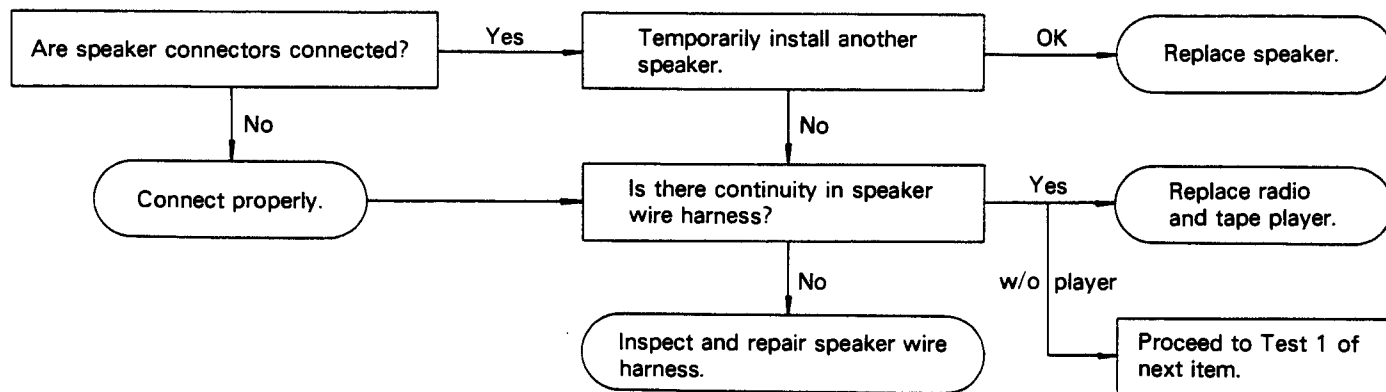 Are speaker connectors connected?
Yes
Temporarily install another
speaker.
OK
Replace speaker.
No
No
Connect properly.
Is there continuity in speaker
wire harness?
Yes
Replace radio
and tape player.
No
w/o player
Inspect and repair speaker wire
harness.
Proceed to Test 1 of
next item.